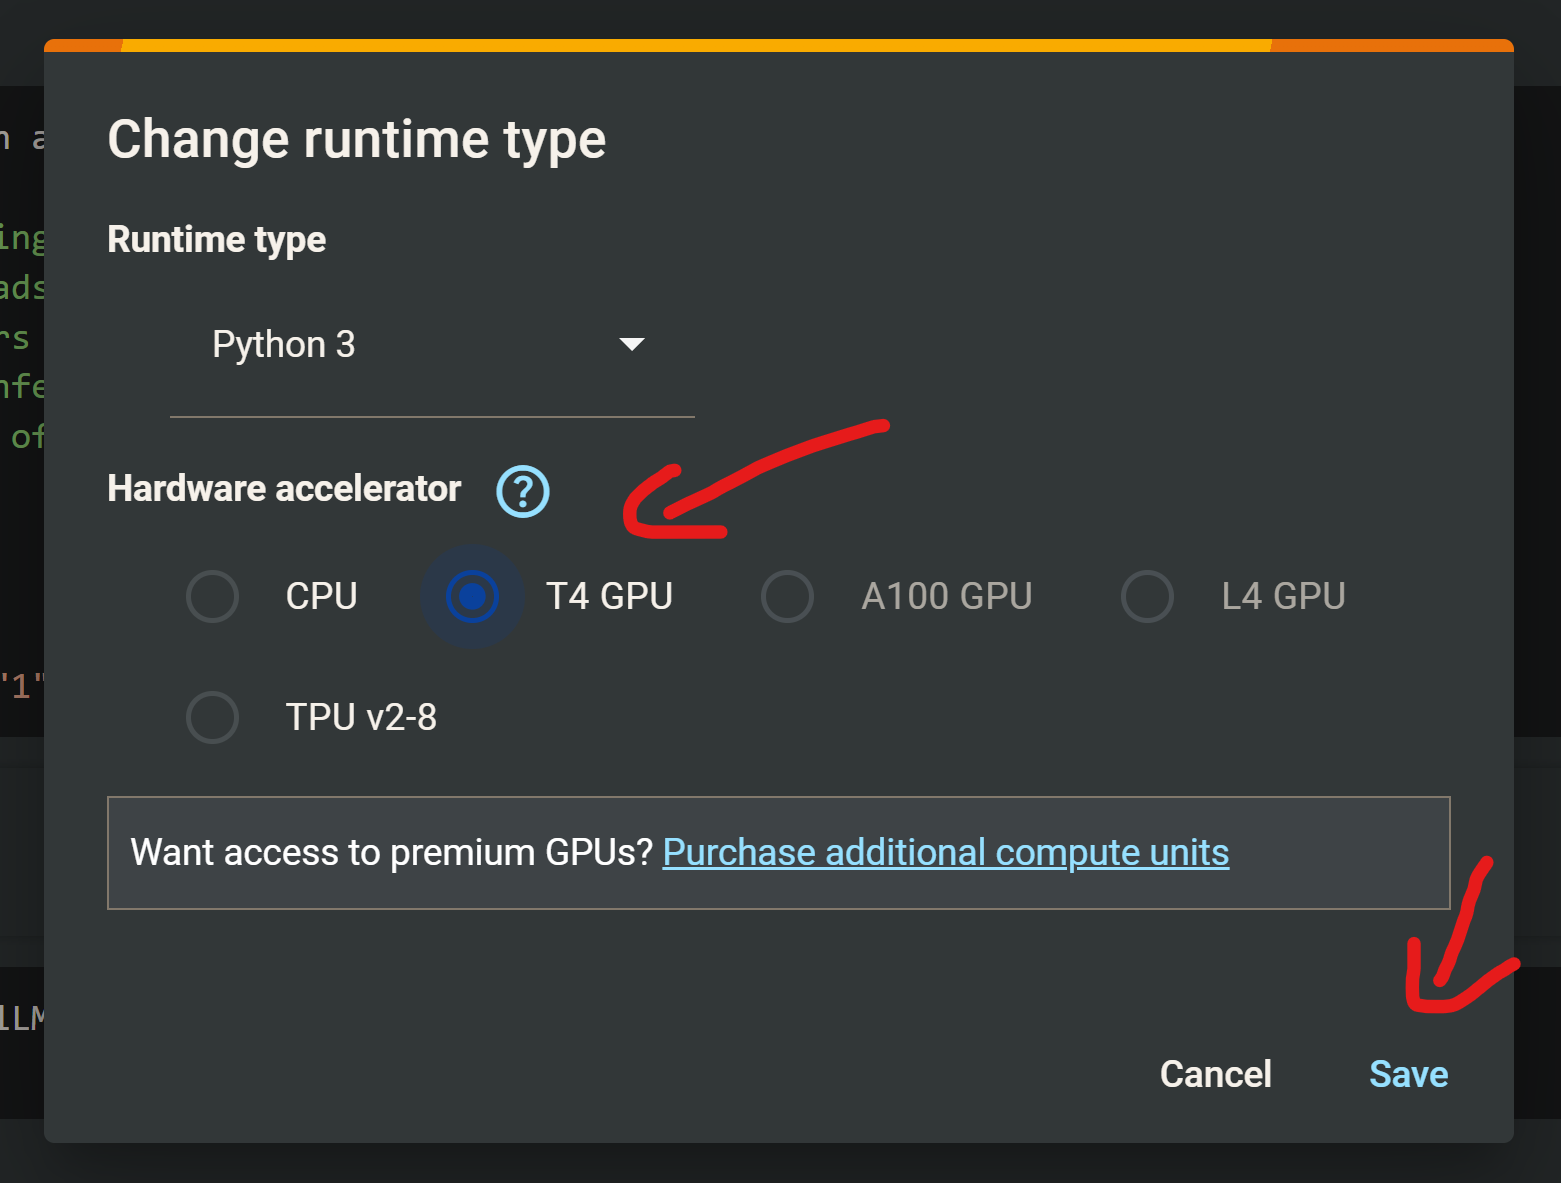 Change runtime type
Runtime type
Python 3
Hardware accelerator ?
CPU T4 GPU A100 GPU L4 GPU
TPU v2-8
Want access to premium GPUs? Purchase additional compute units
Cancel Save